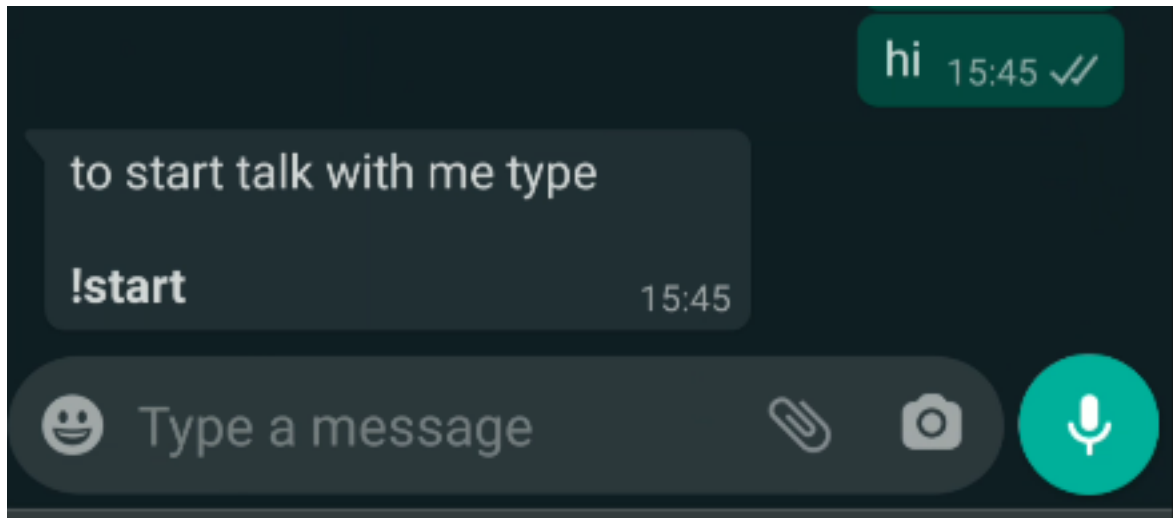 hi 15:45
to start talk with me type
!start
15:45
Type a message